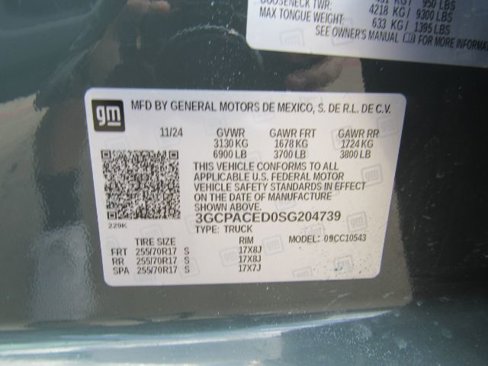 GOOSENECK TWR:
4218 KG/ 9300 LBS
MAX TONGUE WEIGHT:
633 KG/ 1395 LBS
SEE OWNER'S MANUAL FOR MORE INFORMA
gm
MFD BY GENERAL MOTORS DE MEXICO, S. DE R.L. DE C.V.
11/24 GVWR GAWR FRT GAWR RR
3130 KG 1678 KG 1724 KG
6900 LB 3700 LB 3800 LB
THIS VEHICLE CONFORMS TO ALL
APPLICABLE U.S. FEDERAL MOTOR
VEHICLE SAFETY STANDARDS IN EFFECT
ON THE DATE OF MANUFACTURE
SHOWN ABOVE.
3GCPACED0SG204739
229K
TYPE: TRUCK MODEL: 09CC10543
TIRE SIZE RIM
FRT 255/70R17 S 17X8J
RR 255/70R17 S 17X8J
SPA 255/70R17 S 17X7J